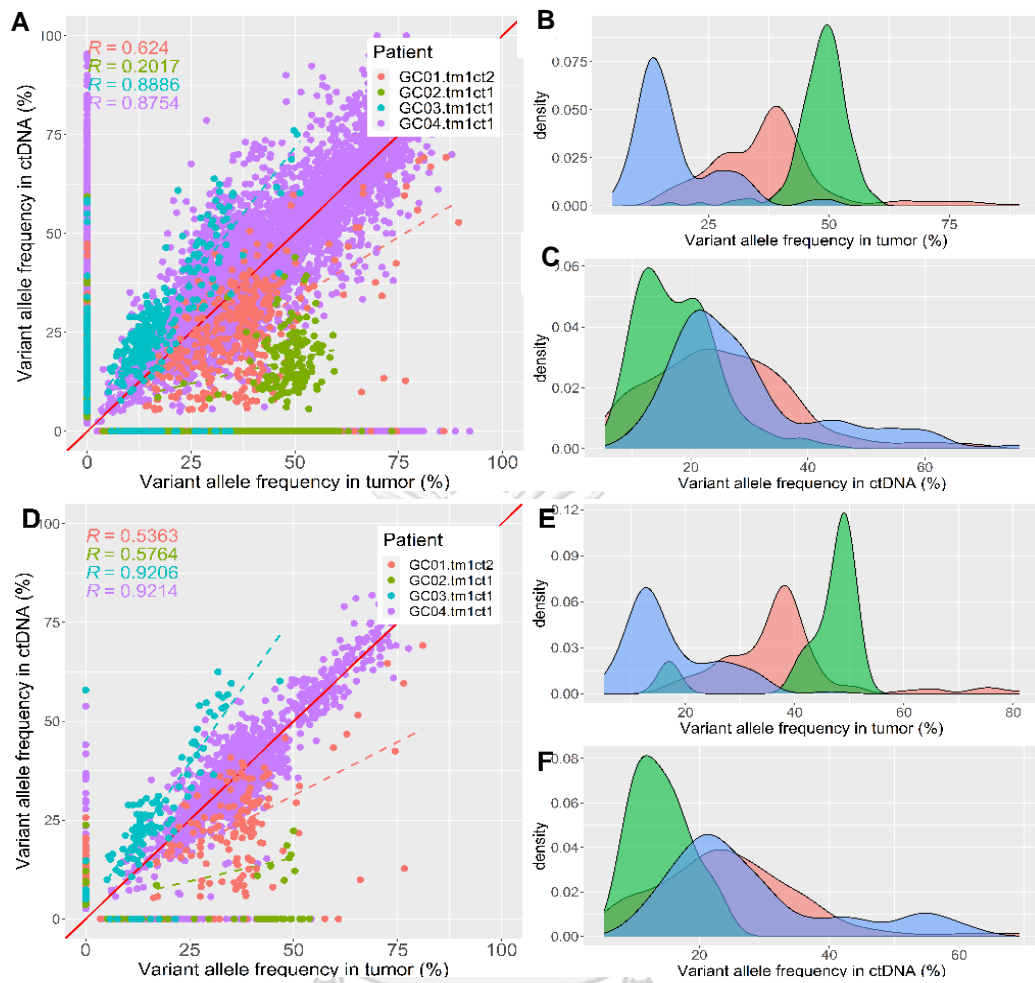 A
R = 0.624
R = 0.2017
R = 0.8886
R = 0.8754
Patient
GC01.tm1ct2
GC02.tm1ct1
GC03.tm1ct1
GC04.tm1ct1
Variant allele frequency in ctDNA (%)
100
75
50
25
0
0 25 50 75 100
Variant allele frequency in tumor (%)
B
density
0.075
0.050
0.025
0.000
25 50 75
Variant allele frequency in tumor (%)
C
density
0.06
0.04
0.02
0.00
20 40 60
Variant allele frequency in ctDNA (%)
D
R = 0.5363
R = 0.5764
R = 0.9206
R = 0.9214
Patient
GC01.tm1ct2
GC02.tm1ct1
GC03.tm1ct1
GC04.tm1ct1
Variant allele frequency in ctDNA (%)
100
75
50
25
0
0 25 50 75 100
Variant allele frequency in tumor (%)
E
density
0.12
0.09
0.06
0.03
0.00
20 40 60 80
Variant allele frequency in tumor (%)
F
density
0.08
0.06
0.04
0.02
0.00
20 40 60
Variant allele frequency in ctDNA (%)